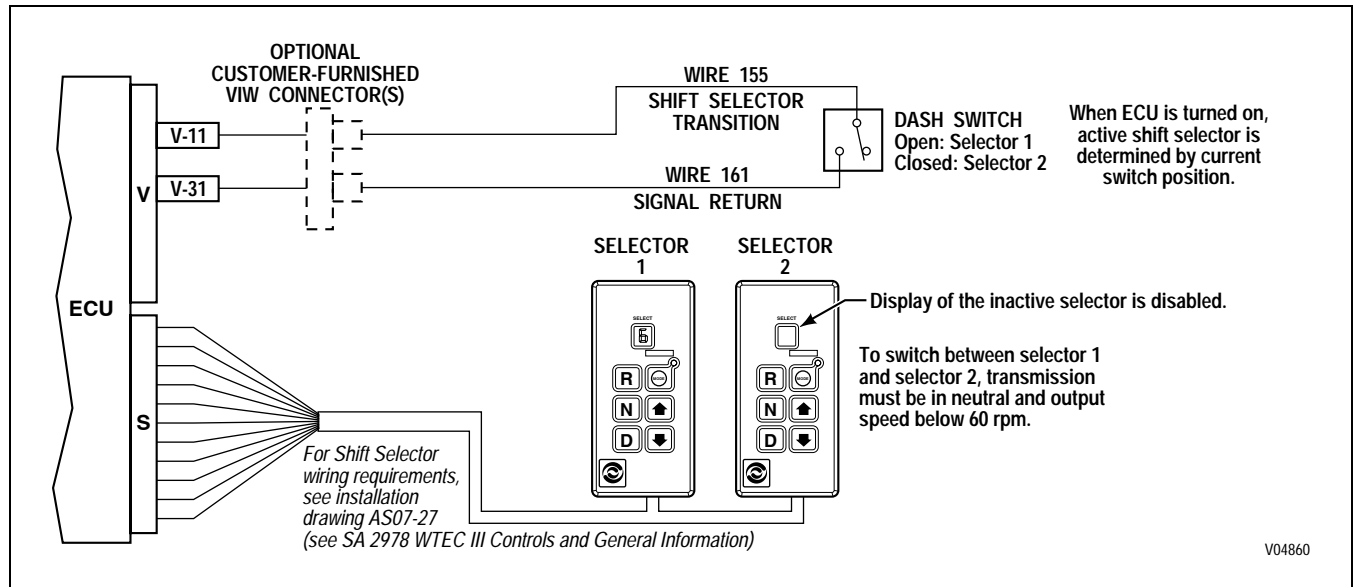 OPTIONAL
CUSTOMER-FURNISHED
VIW CONNECTOR(S)
WIRE 155
SHIFT SELECTOR
TRANSITION
DASH SWITCH
Open: Selector 1
Closed: Selector 2
When ECU is turned on,
active shift selector is
determined by current
switch position.
V-11
V-31
V
WIRE 161
SIGNAL RETURN
ECU
S
SELECTOR
1
SELECTOR
2
SELECT
6
R
MODE
N
D
SELECT
R
MODE
N
D
Display of the inactive selector is disabled.
To switch between selector 1
and selector 2, transmission
must be in neutral and output
speed below 60 rpm.
For Shift Selector
wiring requirements,
see installation
drawing AS07-27
(see SA 2978 WTEC III Controls and General Information)
V04860